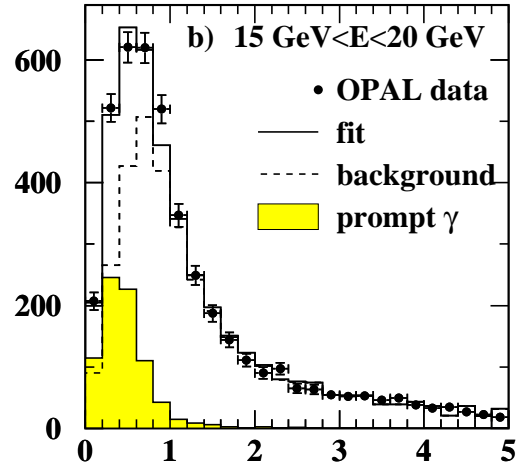 b) 15 GeV<E<20 GeV
OPAL data
fit
background
prompt γ
600
400
200
0
0 1 2 3 4 5